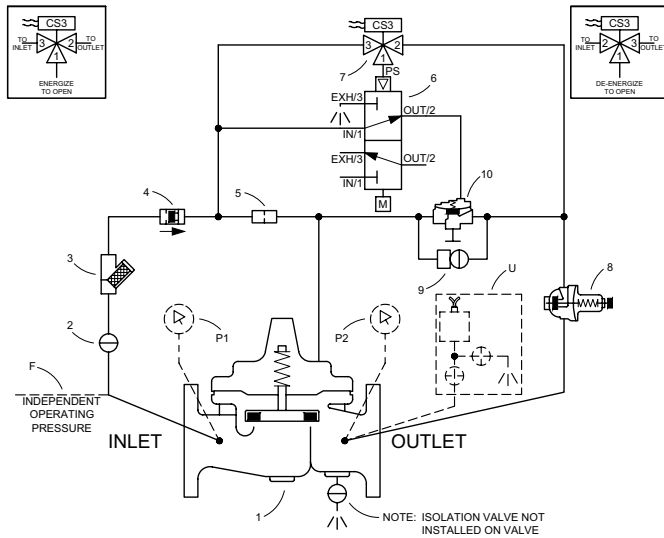 CS3
TO
INLET
3
2
TO
OUTLET
1
ENERGIZE
TO OPEN
CS3
3
2
7
1
PS
6
EXH/3
OUT/2
IN/1
EXH/3
OUT/2
IN/1
M
CS3
TO
INLET
2
3
TO
OUTLET
1
DE-ENERGIZE
TO OPEN
4
5
10
3
9
U
8
2
P1
P2
F
INDEPENDENT
OPERATING
PRESSURE
INLET
OUTLET
1
NOTE: ISOLATION VALVE NOT
INSTALLED ON VALVE